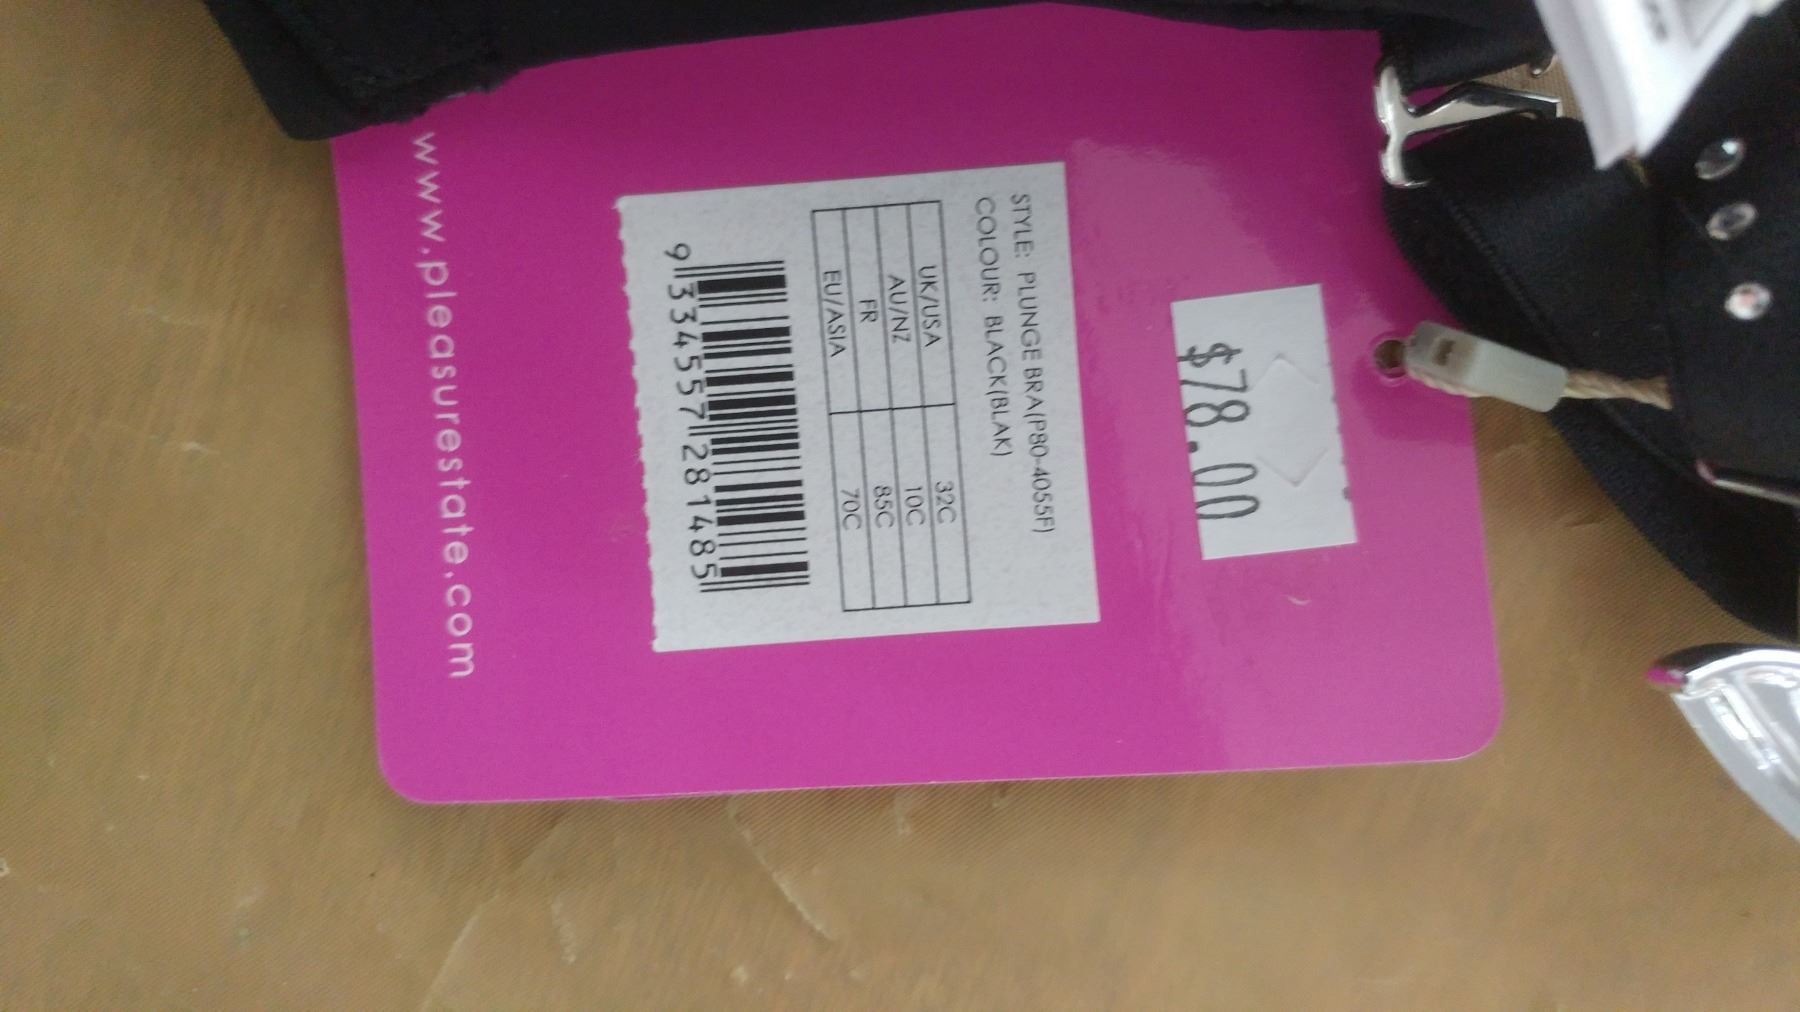 $78.00
STYLE: PLUNGE BRA(P80-4055F)
COLOUR: BLACK(BLAK)
UK/USA 32C
AU/NZ 10C
FR 85C
EU/ASIA 70C
9 334557 281485
www.pleasurestate.com